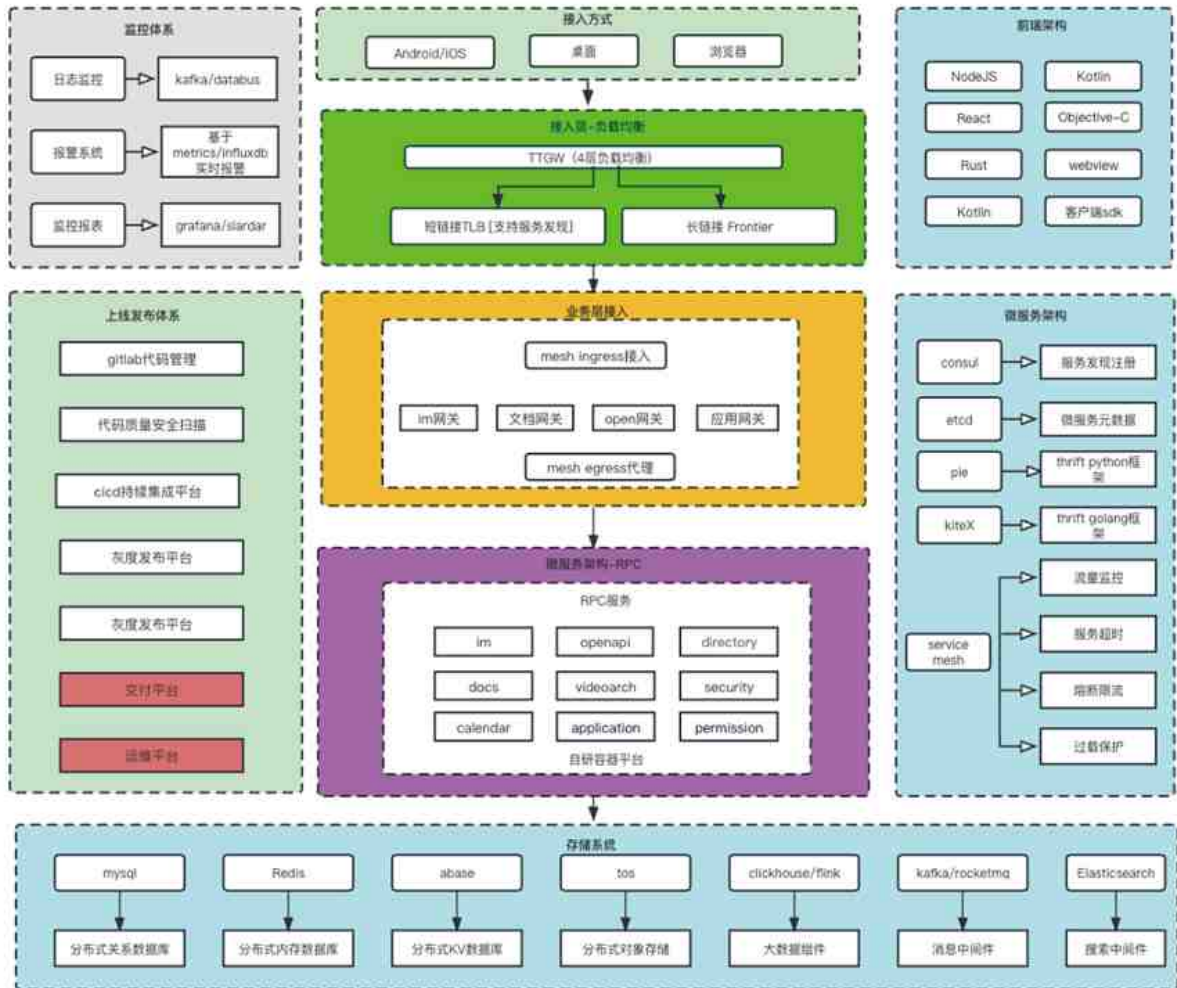 监控体系
日志监控
kafka/databus
报警系统
基于
metrics/influxdb
实时报警
监控报表
grafana/slardar
接入方式
Android/iOS
桌面
浏览器
接入层-负载均衡
TTGW（4层负载均衡）
短链接TLB [支持服务发现]
长链接 Frontier
前端架构
NodeJS
Kotlin
React
Objective-C
Rust
webview
Kotlin
客户端sdk
上线发布体系
gitlab代码管理
代码质量安全扫描
cicd持续集成平台
灰度发布平台
灰度发布平台
交付平台
运维平台
业务层接入
mesh ingress接入
im网关
文档网关
open网关
应用网关
mesh egress代理
微服务架构-RPC
RPC服务
im
openapi
directory
docs
videoarch
security
calendar
application
permission
自研容器平台
微服务架构
consul
服务发现注册
etcd
微服务元数据
pie
thrift python框
架
kiteX
thrift golang框
架
service
mesh
流量监控
服务超时
熔断限流
过载保护
存储系统
mysql
Redis
abase
tos
clickhouse/flink
kafka/rocketmq
Elasticsearch
分布式关系数据库
分布式内存数据库
分布式KV数据库
分布式对象存储
大数据组件
消息中间件
搜索中间件